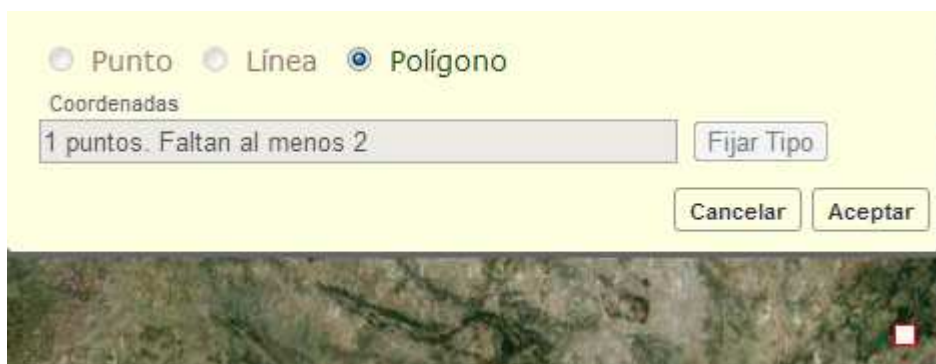 Punto Línea Polígono
Coordenadas
1 puntos. Faltan al menos 2 Fijar Tipo
Cancelar Aceptar